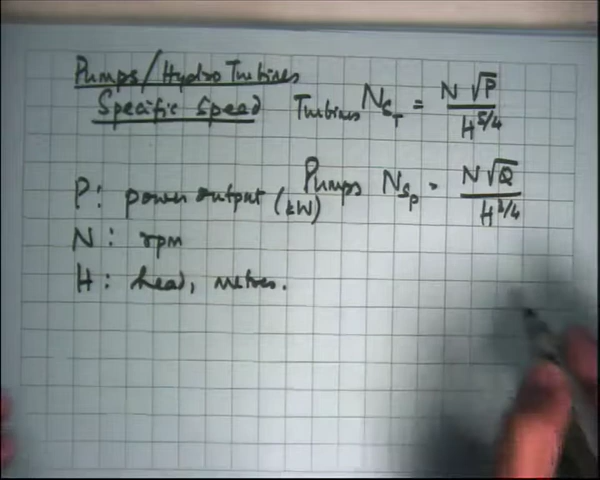 Pumps/Hydro Turbines
Specific Speed Turbines N_{S_T} = N √P / H^{5/4}
Pumps N_{S_P} = N √Q / H^{3/4}
P: power output (kW)
N: rpm
H: head, metres.